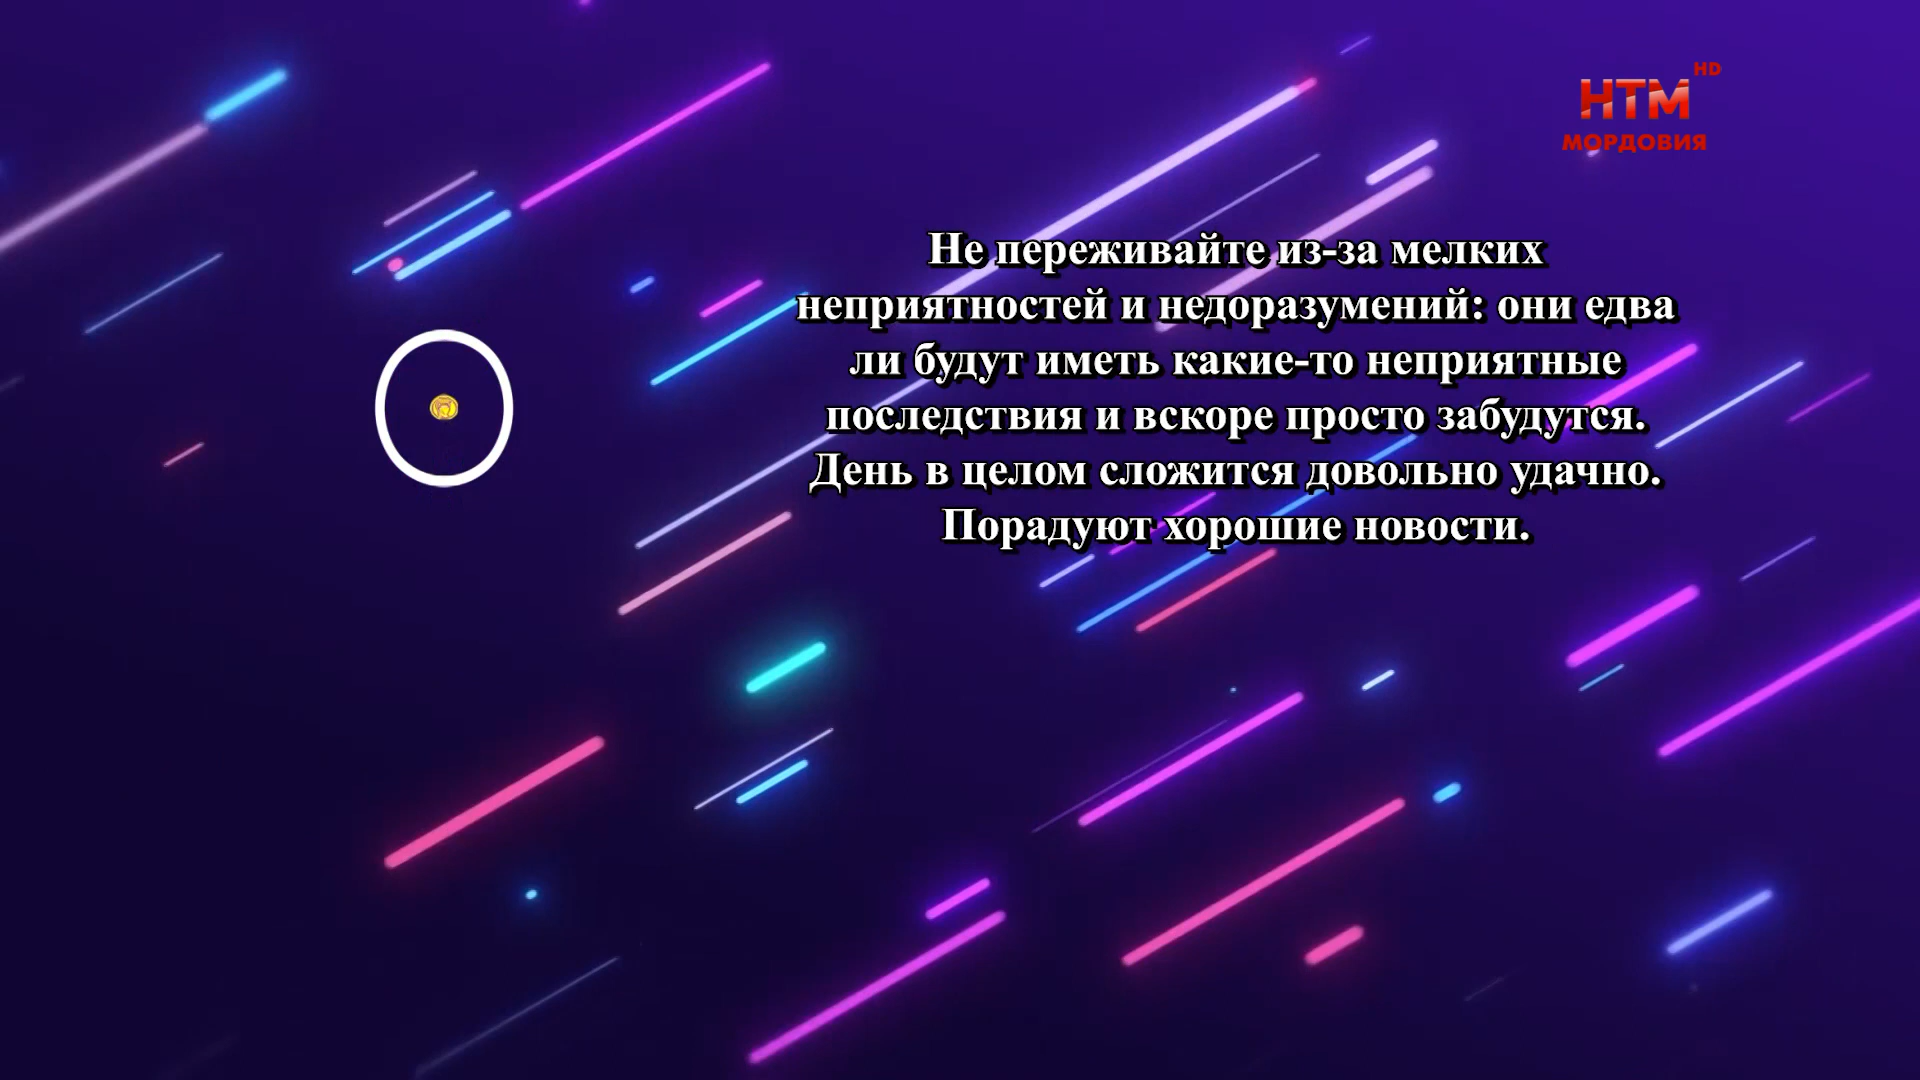 HD
НТМ
МОРДОВИЯ
Не переживайте из-за мелких
неприятностей и недоразумений: они едва
ли будут иметь какие-то неприятные
последствия и вскоре просто забудутся.
День в целом сложится довольно удачно.
Порадуют хорошие новости.